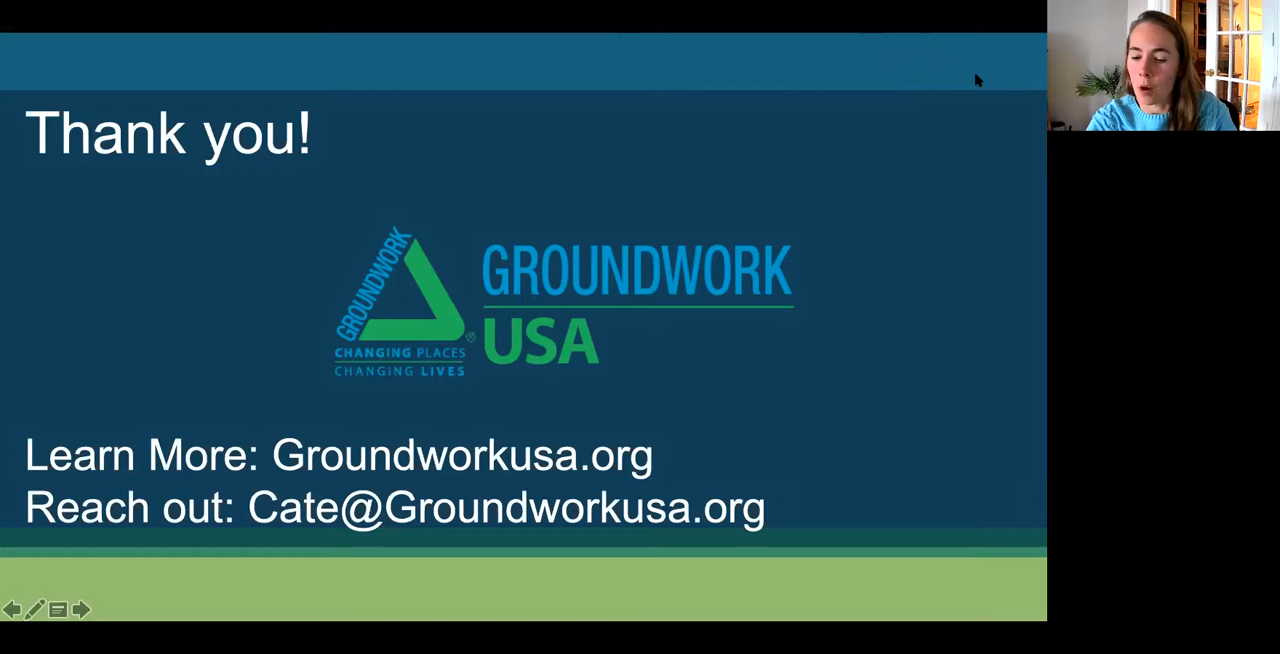 Thank you!
GROUNDWORK
GROUNDWORK
USA
®
CHANGING PLACES
CHANGING LIVES
Learn More: Groundworkusa.org
Reach out: Cate@Groundworkusa.org